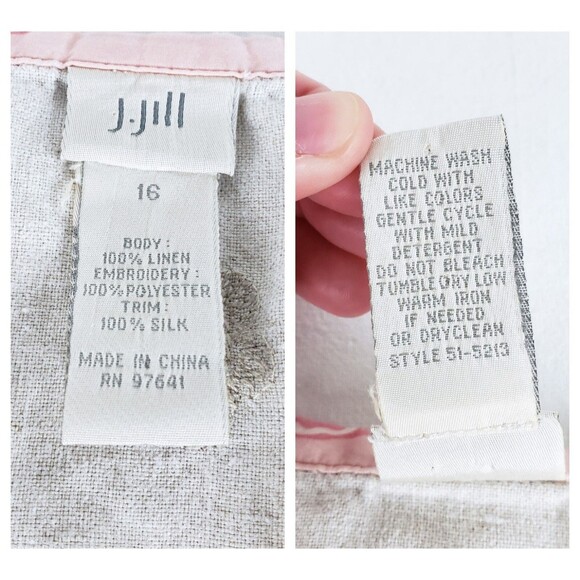 J.Jill
16
BODY:
100% LINEN
EMBROIDERY:
100% POLYESTER
TRIM:
100% SILK
MADE IN CHINA
RN 97641
MACHINE WASH
COLD WITH
LIKE COLORS
GENTLE CYCLE
WITH MILD
DETERGENT
DO NOT BLEACH
TUMBLE DRY LOW
WARM IRON
IF NEEDED
OR DRYCLEAN
STYLE 51-5213